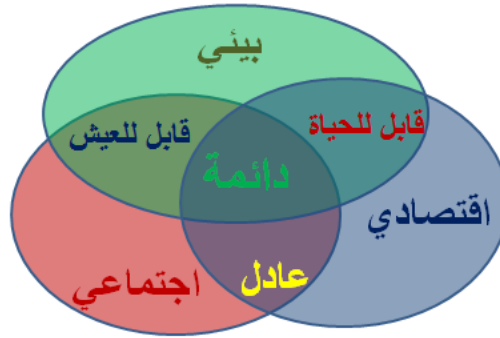 بيئي
قابل للحياة
قابل للعيش
دائمة
اقتصادي
عادل
اجتماعي